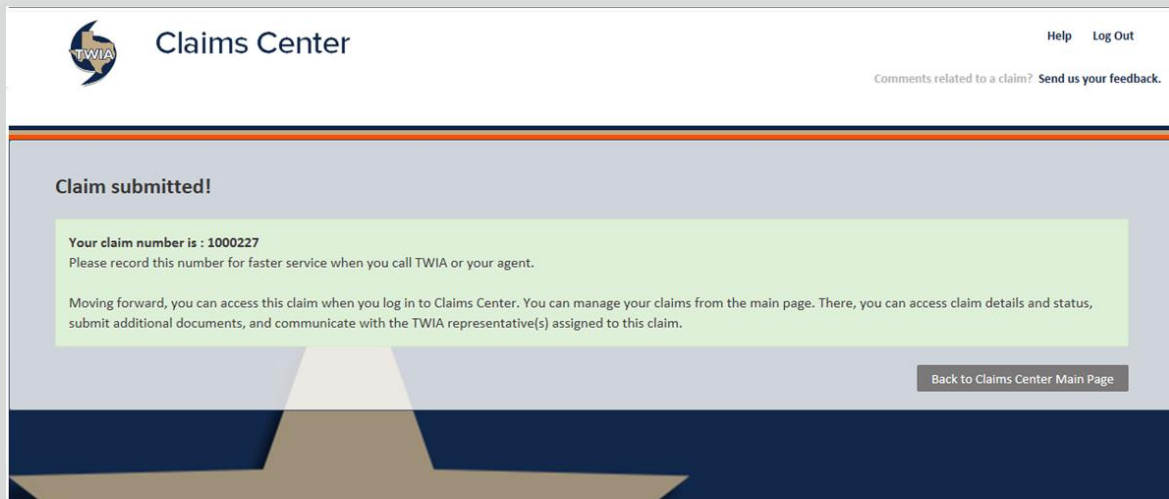 TWIA
Claims Center
Help Log Out
Comments related to a claim? Send us your feedback.
Claim submitted!
Your claim number is : 1000227
Please record this number for faster service when you call TWIA or your agent.
Moving forward, you can access this claim when you log in to Claims Center. You can manage your claims from the main page. There, you can access claim details and status,
submit additional documents, and communicate with the TWIA representative(s) assigned to this claim.
Back to Claims Center Main Page